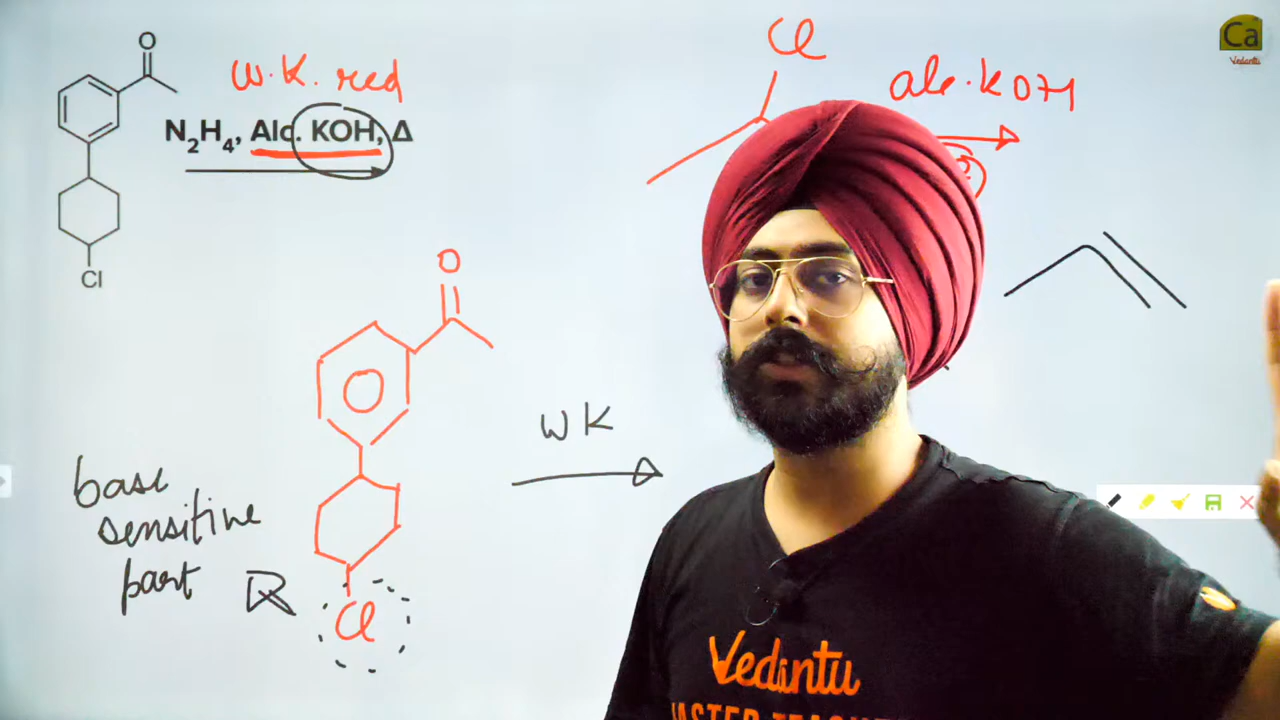 O
W.K. red
N2H4, Alc. KOH, Δ
Cl
Cl
alc. KOH
Ca
Vedantu
O
WK
base
sensitive
part
Cl
Vedantu